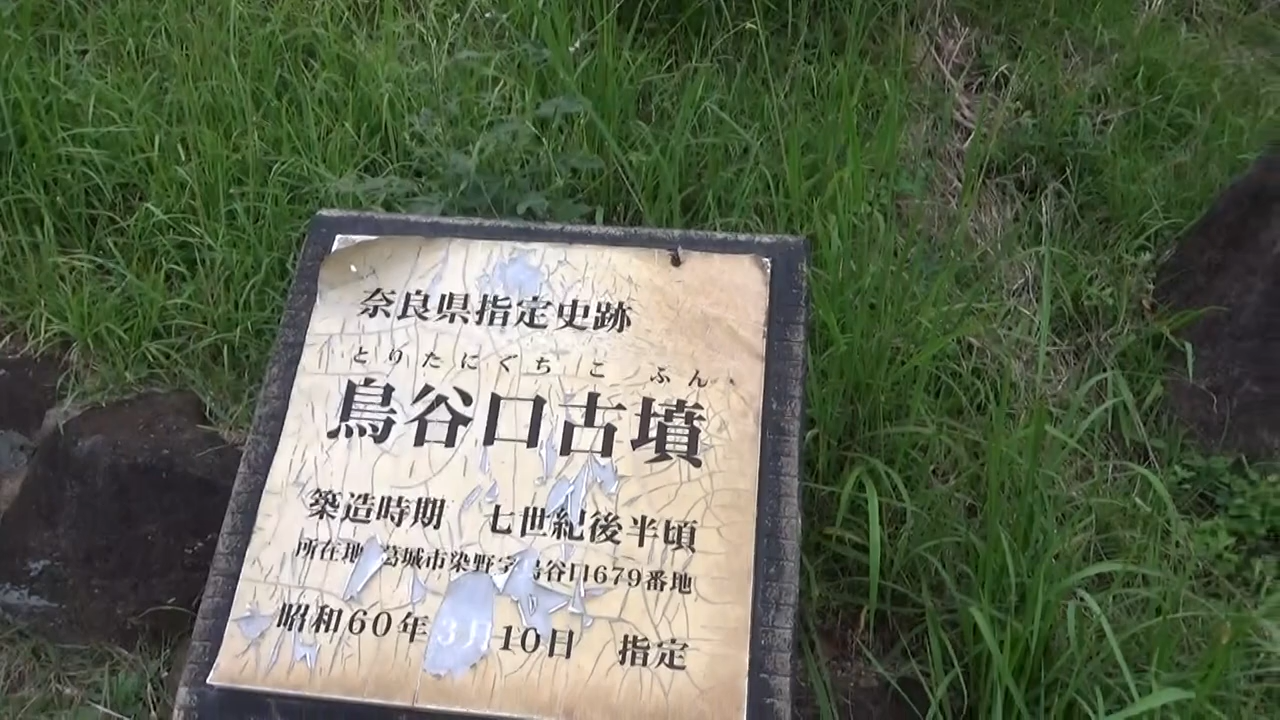 奈良県指定史跡
とりたにぐちこふん
鳥谷口古墳
築造時期 七世紀後半頃
所在地 葛城市染野字鳥谷口679番地
昭和60年3月10日 指定